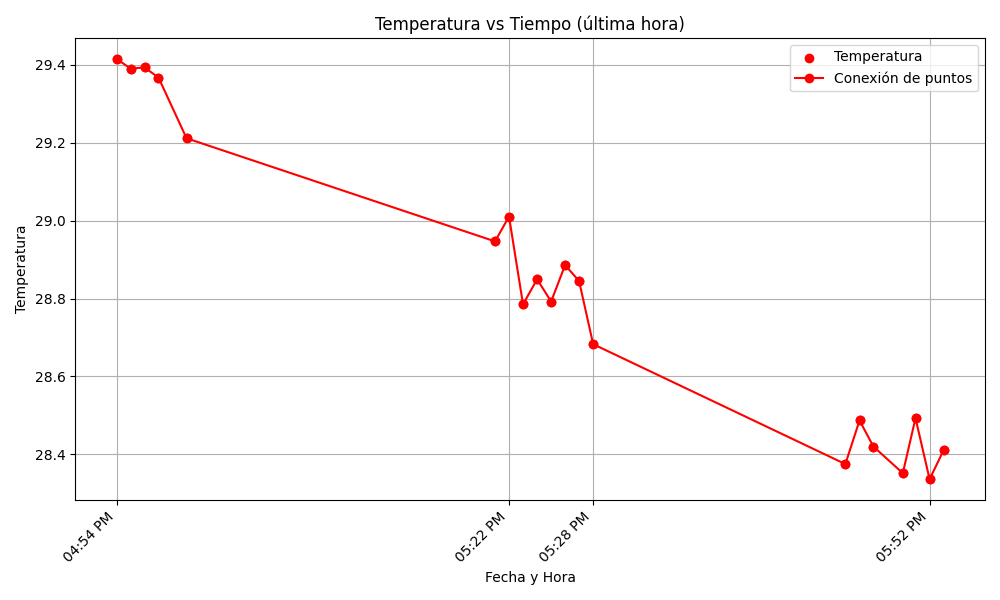 Temperatura vs Tiempo (última hora)
Temperatura
Conexión de puntos
29.4
29.2
29.0
28.8
28.6
28.4
Temperatura
04:54 PM
05:22 PM
05:28 PM
05:52 PM
Fecha y Hora